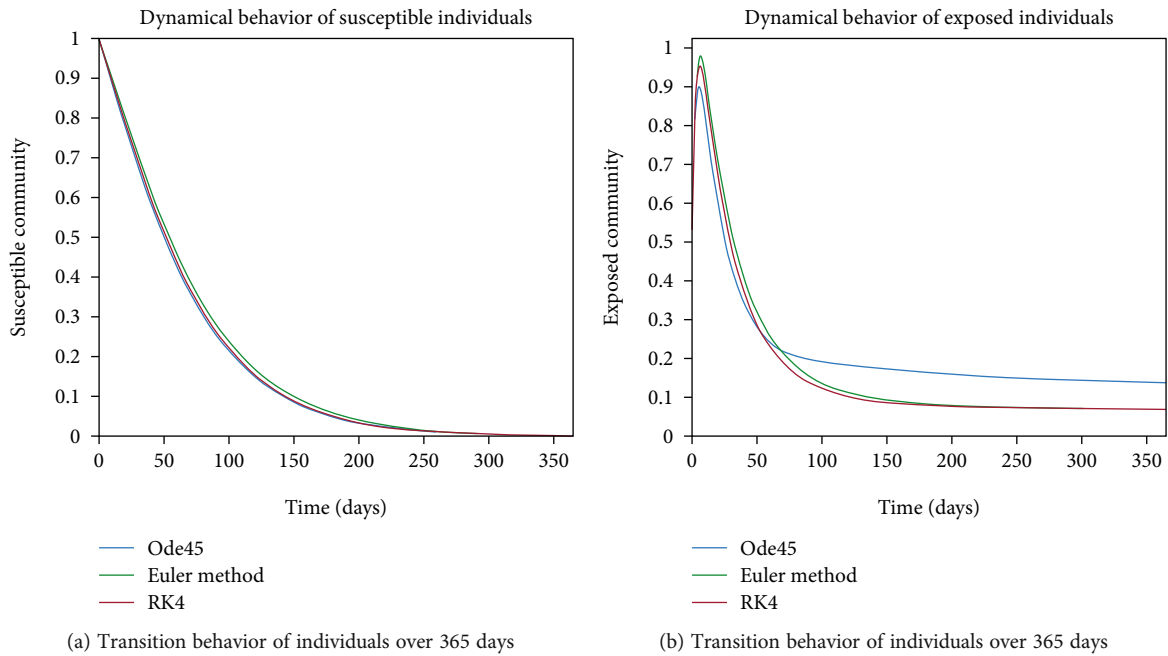 Dynamical behavior of susceptible individuals
1
0.9
0.8
0.7
0.6
0.5
0.4
0.3
0.2
0.1
0
Susceptible community
0 50 100 150 200 250 300 350
Time (days)
Ode45
Euler method
RK4
(a) Transition behavior of individuals over 365 days
Dynamical behavior of exposed individuals
1
0.9
0.8
0.7
0.6
0.5
0.4
0.3
0.2
0.1
0
Exposed community
0 50 100 150 200 250 300 350
Time (days)
Ode45
Euler method
RK4
(b) Transition behavior of individuals over 365 days